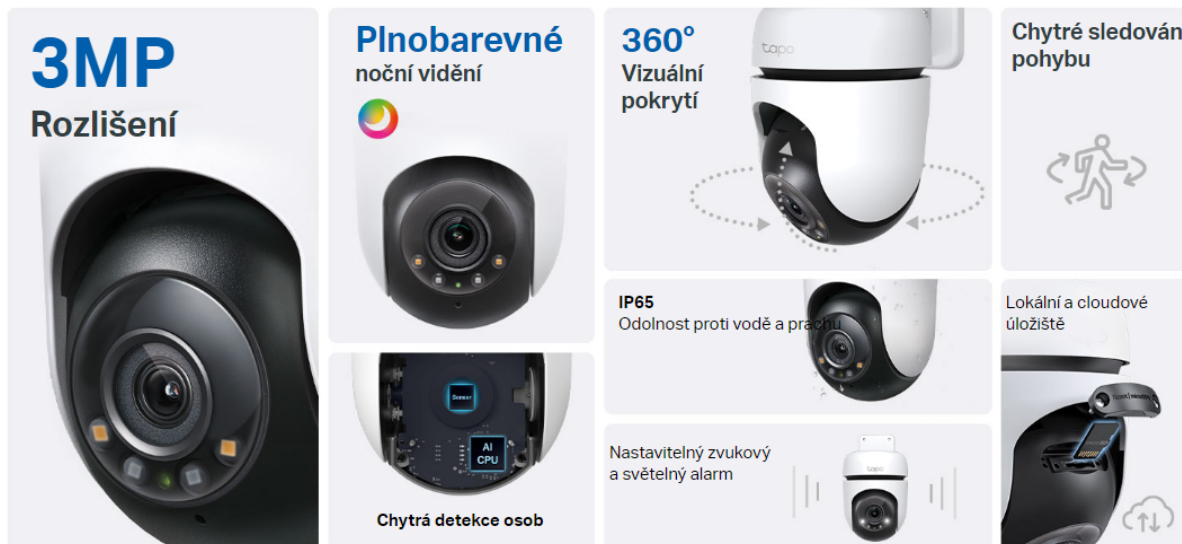 3MP
Rozlišení
Plnobarevné
noční vidění
360°
Vizuální
pokrytí
tapo
Chytré sledován
pohybu
IP65
Odolnost proti vodě a prachu
Lokální a cloudové
úložiště
Sensor
AI
CPU
Chytrá detekce osob
Nastavitelný zvukový
a světelný alarm
tapo